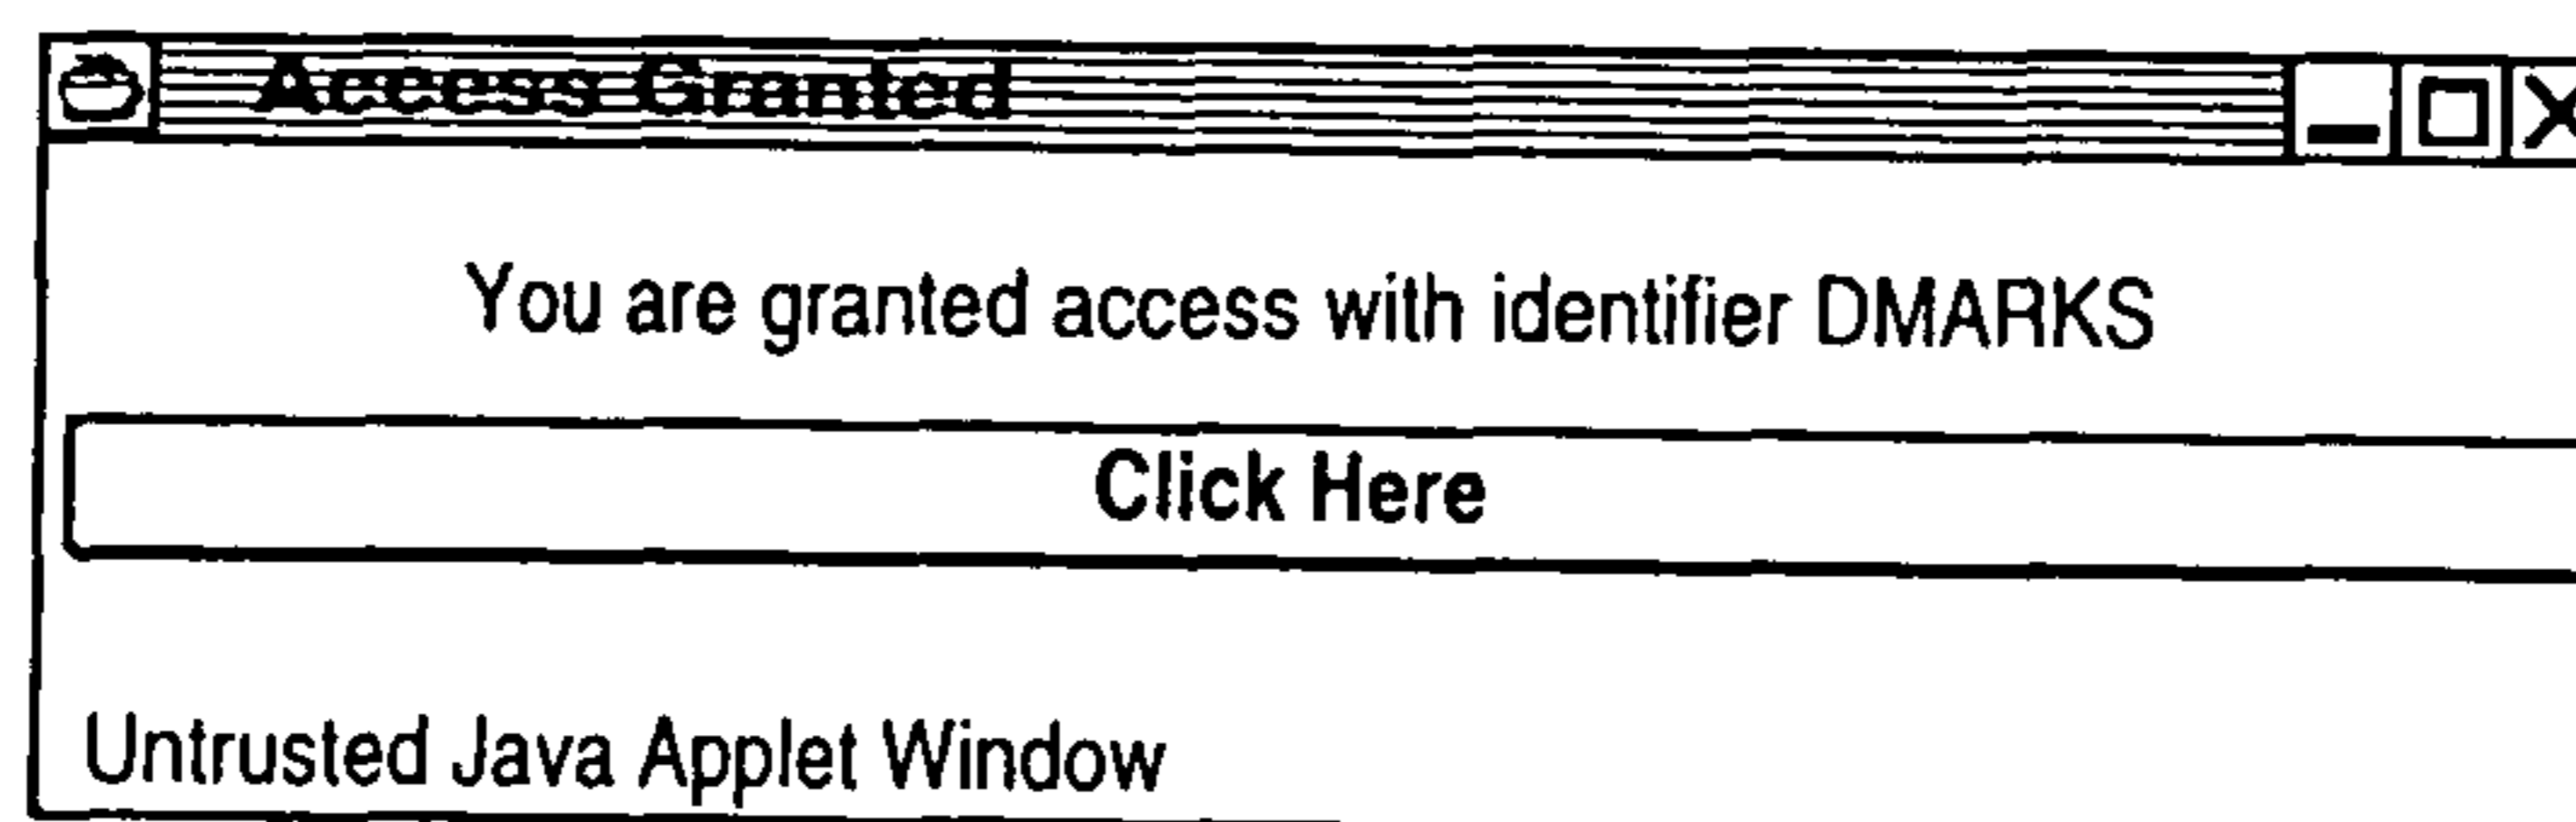 Access Granted
You are granted access with identifier DMARKS
Click Here
Untrusted Java Applet Window